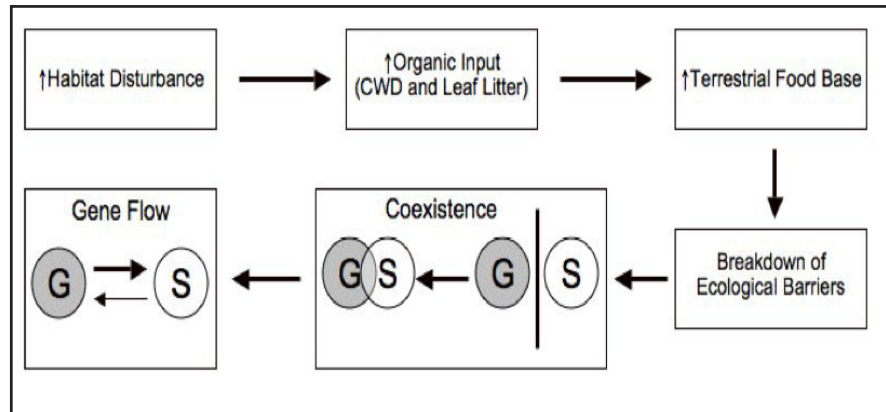 ↑Habitat Disturbance
↑Organic Input
(CWD and Leaf Litter)
↑Terrestrial Food Base
Breakdown of
Ecological Barriers
Coexistence
G S G S
Gene Flow
G S